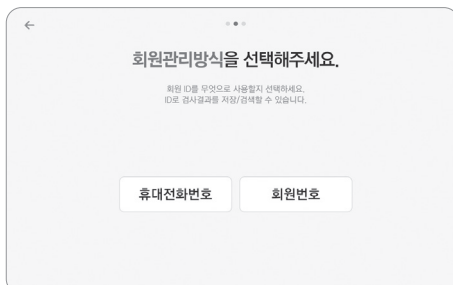 회원관리방식을 선택해주세요.
회원 ID를 무엇으로 사용할지 선택하세요.
ID로 검사결과를 저장/검색할 수 있습니다.
휴대전화번호
회원번호